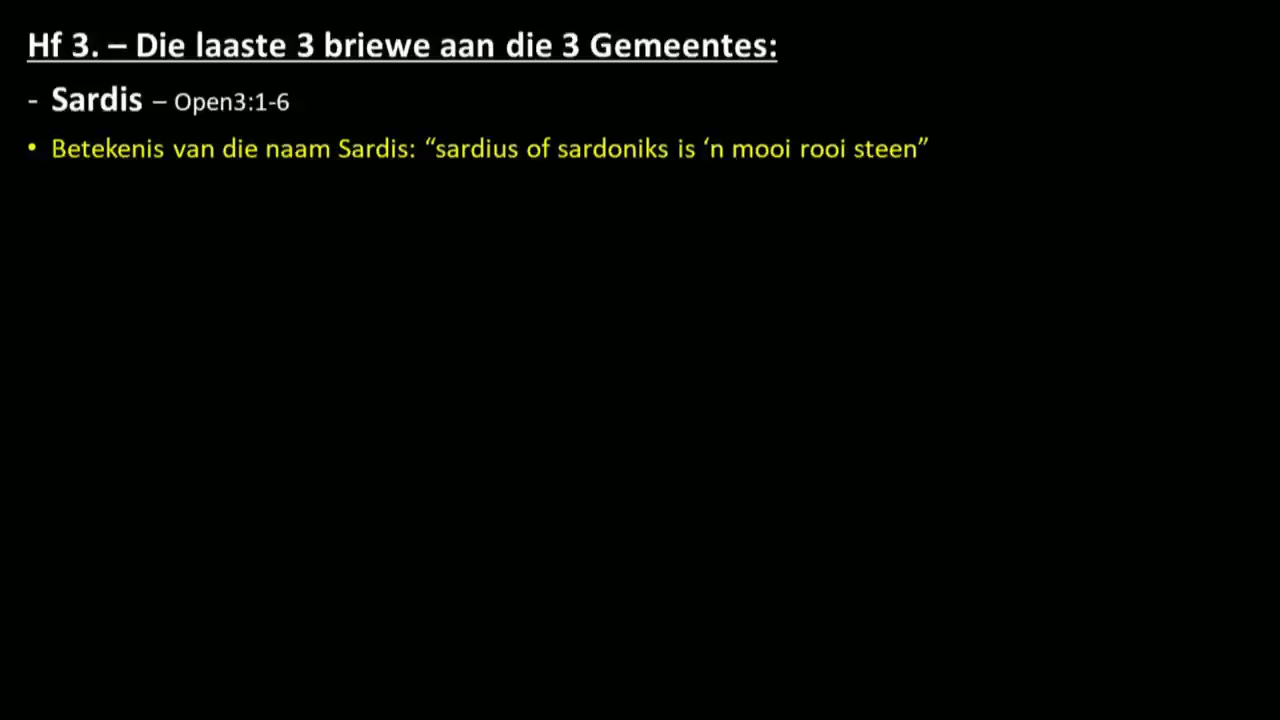 Hf 3. – Die laaste 3 briewe aan die 3 Gemeentes:
- Sardis – Open3:1-6
• Betekenis van die naam Sardis: “sardius of sardoniks is ‘n mooi rooi steen”